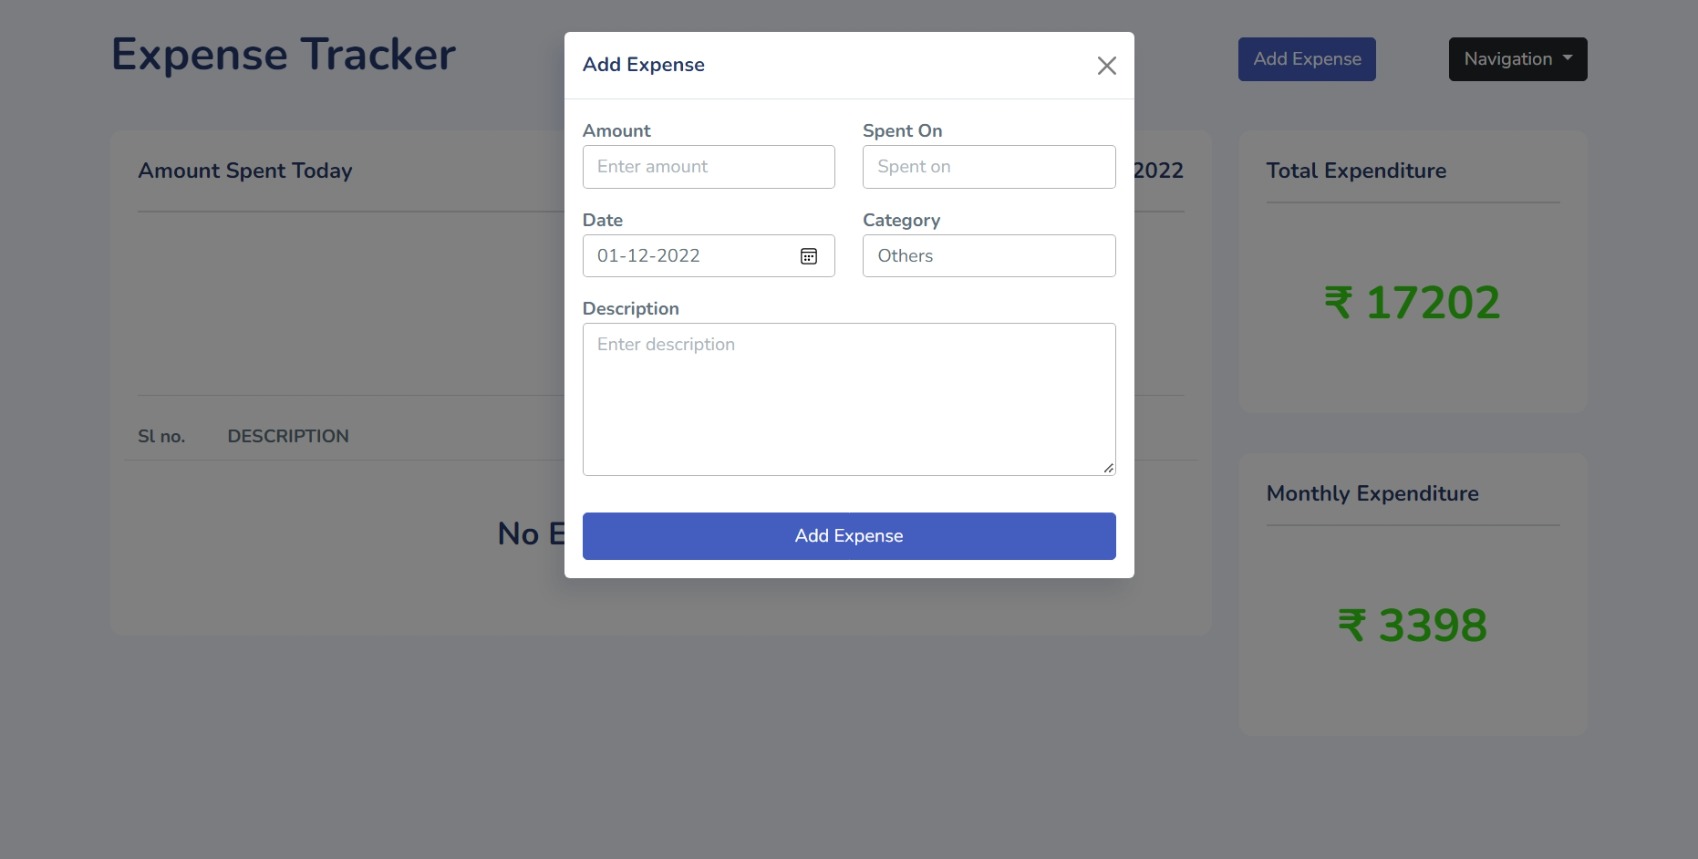 Expense Tracker
Add Expense
Navigation
Add Expense
Amount
Enter amount
Spent On
Spent on
Date
01-12-2022
Category
Others
Description
Enter description
Add Expense
Amount Spent Today
2022
Sl no.
DESCRIPTION
No
Total Expenditure
₹ 17202
Monthly Expenditure
₹ 3398